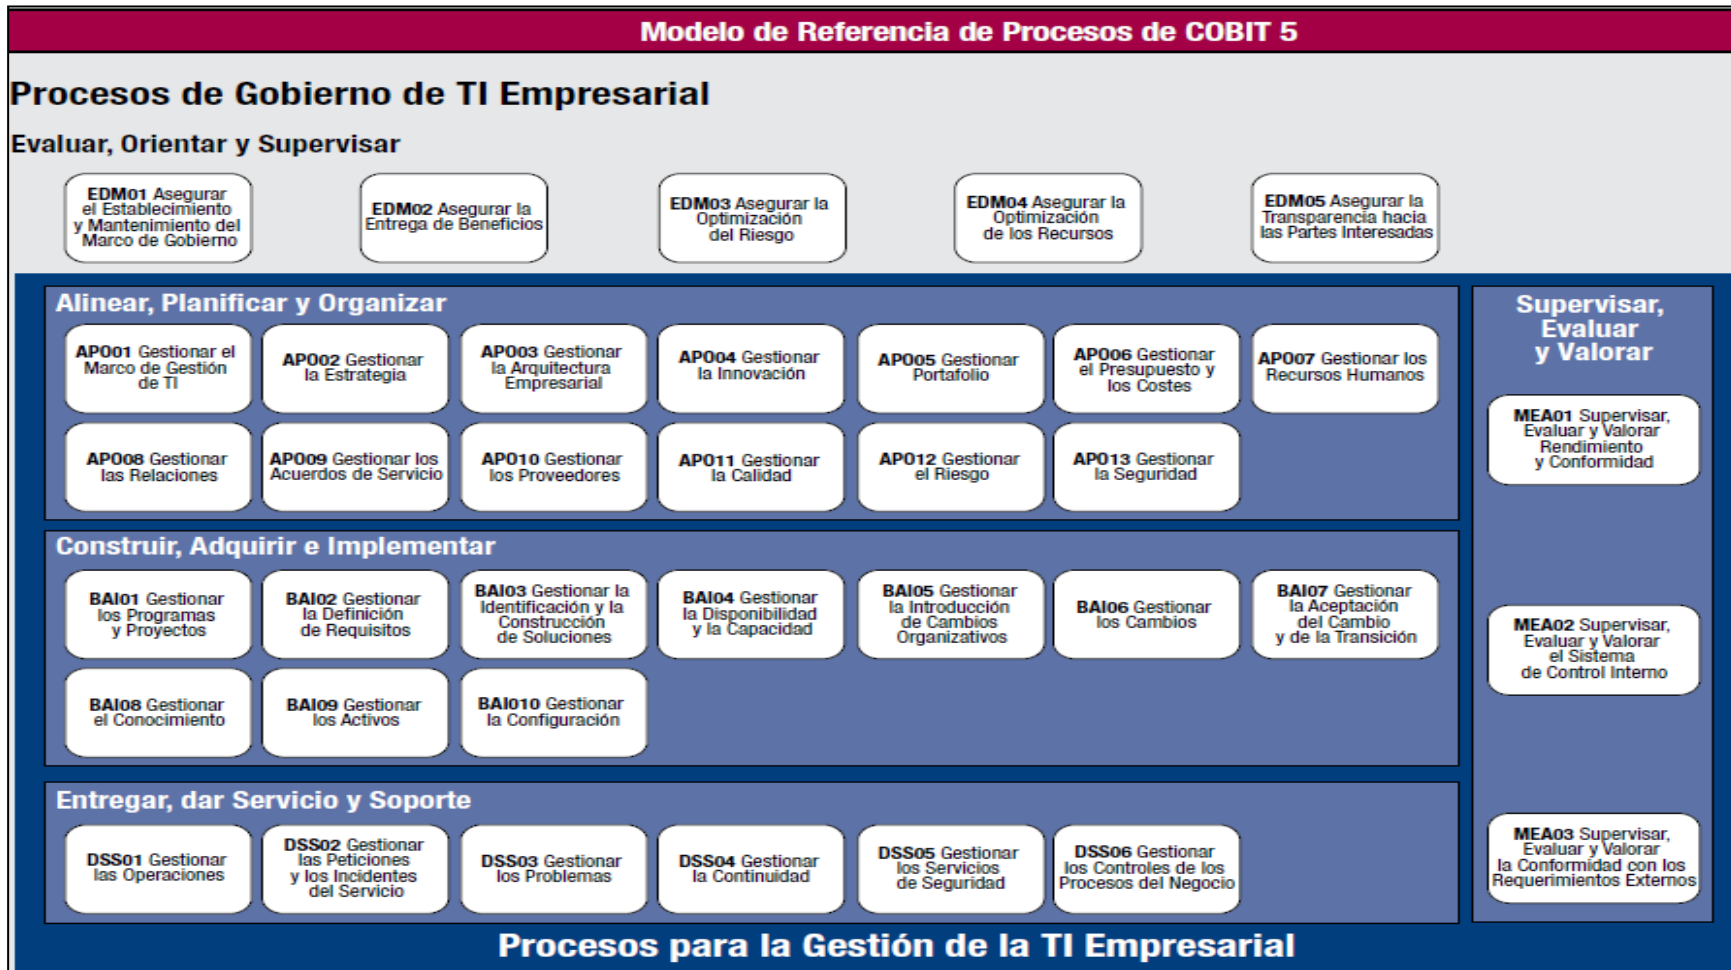 Modelo de Referencia de Procesos de COBIT 5
Procesos de Gobierno de TI Empresarial
Evaluar, Orientar y Supervisar
EDM01 Asegurar
el Establecimiento
y Mantenimiento del
Marco de Gobierno
EDM02 Asegurar la
Entrega de Beneficios
EDM03 Asegurar la
Optimización
del Riesgo
EDM04 Asegurar la
Optimización
de los Recursos
EDM05 Asegurar la
Transparencia hacia
las Partes Interesadas
Alinear, Planificar y Organizar
APO01 Gestionar el
Marco de Gestión
de TI
APO02 Gestionar
la Estrategia
APO03 Gestionar
la Arquitectura
Empresarial
APO04 Gestionar
la Innovación
APO05 Gestionar
Portafolio
APO06 Gestionar
el Presupuesto y
los Costes
APO07 Gestionar los
Recursos Humanos
APO08 Gestionar
las Relaciones
APO09 Gestionar los
Acuerdos de Servicio
APO10 Gestionar
los Proveedores
APO11 Gestionar
la Calidad
APO12 Gestionar
el Riesgo
APO13 Gestionar
la Seguridad
Construir, Adquirir e Implementar
BAI01 Gestionar
los Programas
y Proyectos
BAI02 Gestionar
la Definición
de Requisitos
BAI03 Gestionar la
Identificación y la
Construcción
de Soluciones
BAI04 Gestionar
la Disponibilidad
y la Capacidad
BAI05 Gestionar
la Introducción
de Cambios
Organizativos
BAI06 Gestionar
los Cambios
BAI07 Gestionar
la Aceptación
del Cambio
y de la Transición
BAI08 Gestionar
el Conocimiento
BAI09 Gestionar
los Activos
BAI010 Gestionar
la Configuración
Entregar, dar Servicio y Soporte
DSS01 Gestionar
las Operaciones
DSS02 Gestionar
las Peticiones
y los Incidentes
del Servicio
DSS03 Gestionar
los Problemas
DSS04 Gestionar
la Continuidad
DSS05 Gestionar
los Servicios
de Seguridad
DSS06 Gestionar
los Controles de los
Procesos del Negocio
Supervisar,
Evaluar
y Valorar
MEA01 Supervisar,
Evaluar y Valorar
Rendimiento
y Conformidad
MEA02 Supervisar,
Evaluar y Valorar
el Sistema
de Control Interno
MEA03 Supervisar,
Evaluar y Valorar
la Conformidad con los
Requerimientos Externos
Procesos para la Gestión de la TI Empresarial